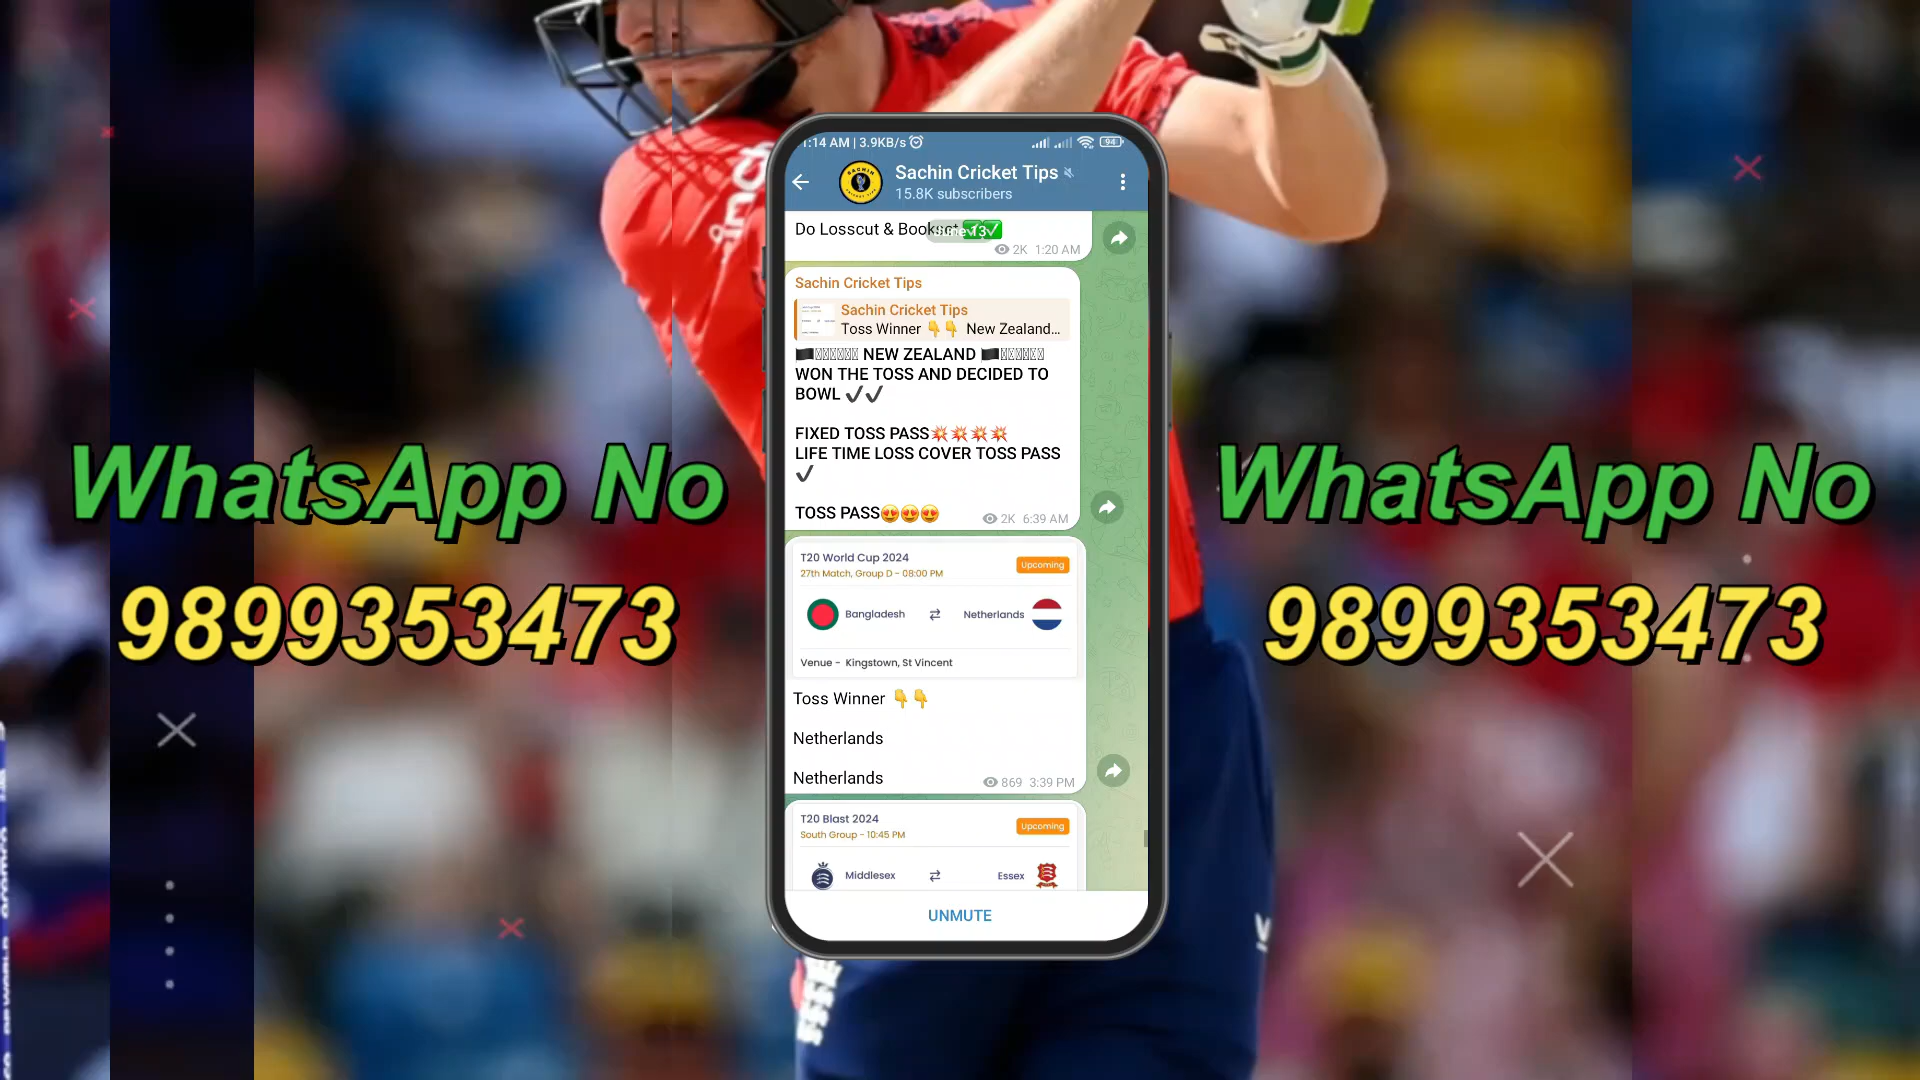 1:14 AM | 3.9KB/s
94
Sachin Cricket Tips
15.8K subscribers
Do Losscut & 
June 13
2K 1:20 AM
Sachin Cricket Tips
Sachin Cricket Tips
Toss Winner 👇👇 New Zealand...
NEW ZEALAND
WON THE TOSS AND DECIDED TO
BOWL ✔✔
FIXED TOSS PASS💥💥💥💥
LIFE TIME LOSS COVER TOSS PASS
✔
TOSS PASS😍😍😍
2K 6:39 AM
T20 World Cup 2024
Upcoming
27th Match, Group D - 08:00 PM
Bangladesh ⇄ Netherlands
Venue - Kingstown, St Vincent
Toss Winner 👇👇
Netherlands
Netherlands
869 3:39 PM
T20 Blast 2024
Upcoming
South Group - 10:45 PM
Middlesex ⇄ Essex
UNMUTE
WhatsApp No
9899353473
WhatsApp No
9899353473